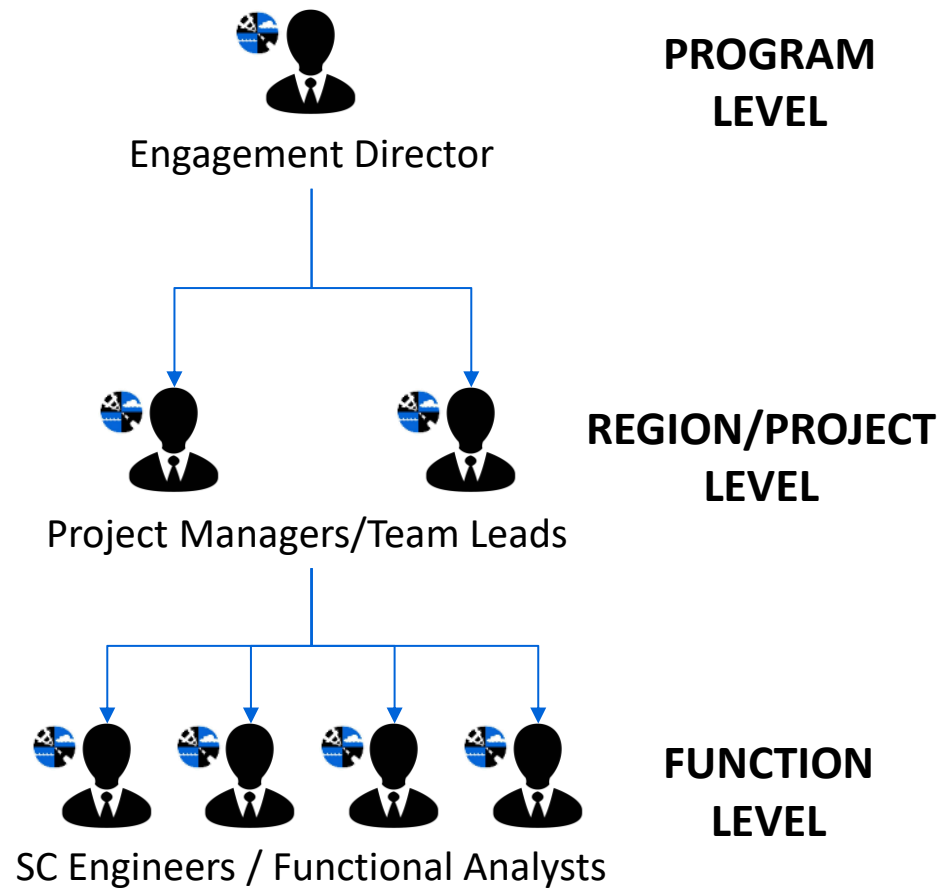 PROGRAM
LEVEL
Engagement Director
REGION/PROJECT
LEVEL
Project Managers/Team Leads
FUNCTION
LEVEL
SC Engineers / Functional Analysts